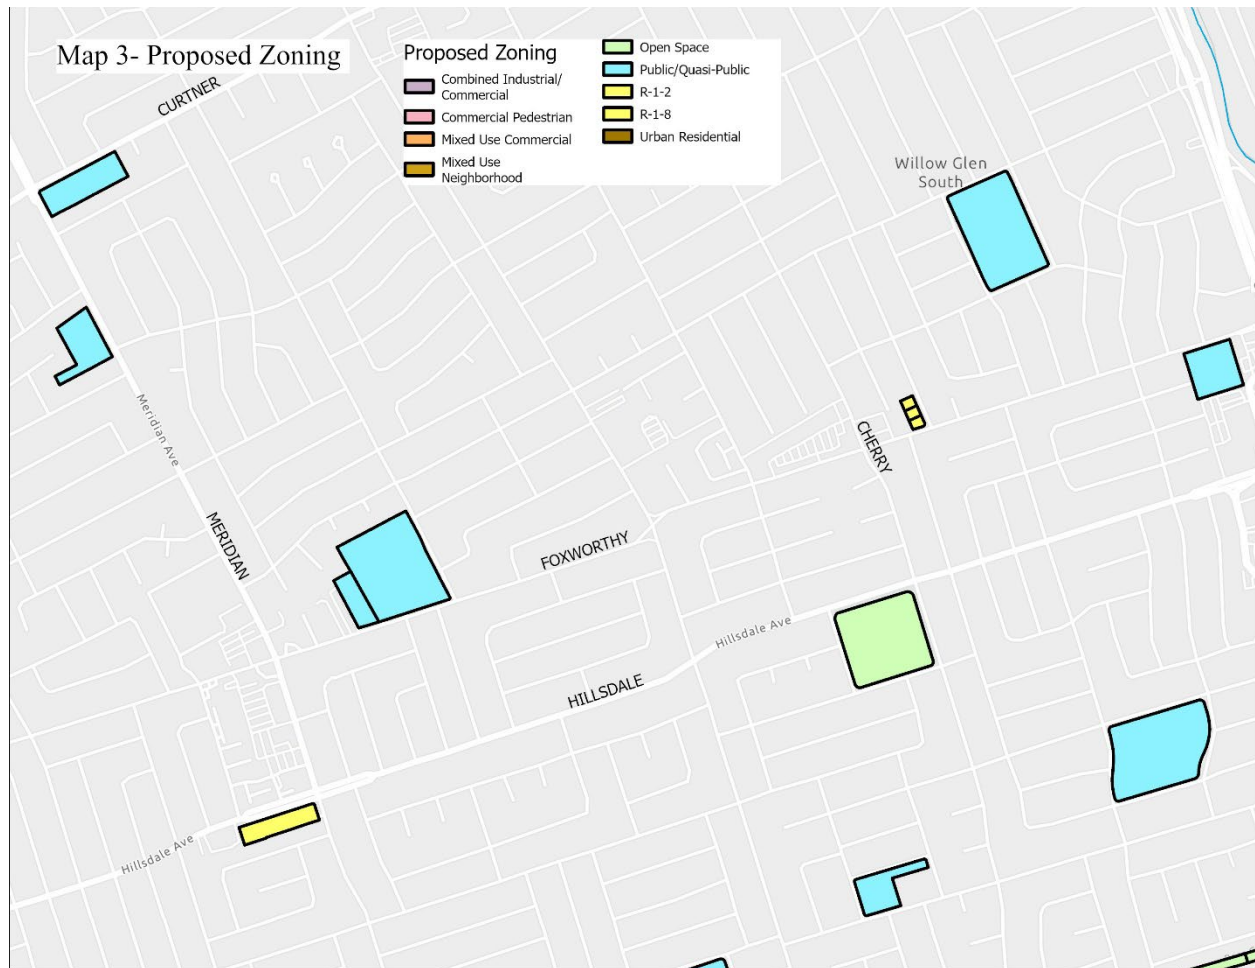 Map 3- Proposed Zoning
Proposed Zoning
Combined Industrial/
Commercial
Commercial Pedestrian
Mixed Use Commercial
Mixed Use
Neighborhood
Open Space
Public/Quasi-Public
R-1-2
R-1-8
Urban Residential
CURTNER
Willow Glen
South
Meridian Ave
CHERRY
MERIDIAN
FOXWORTHY
Hillsdale Ave
HILLSDALE
Hillsdale Ave